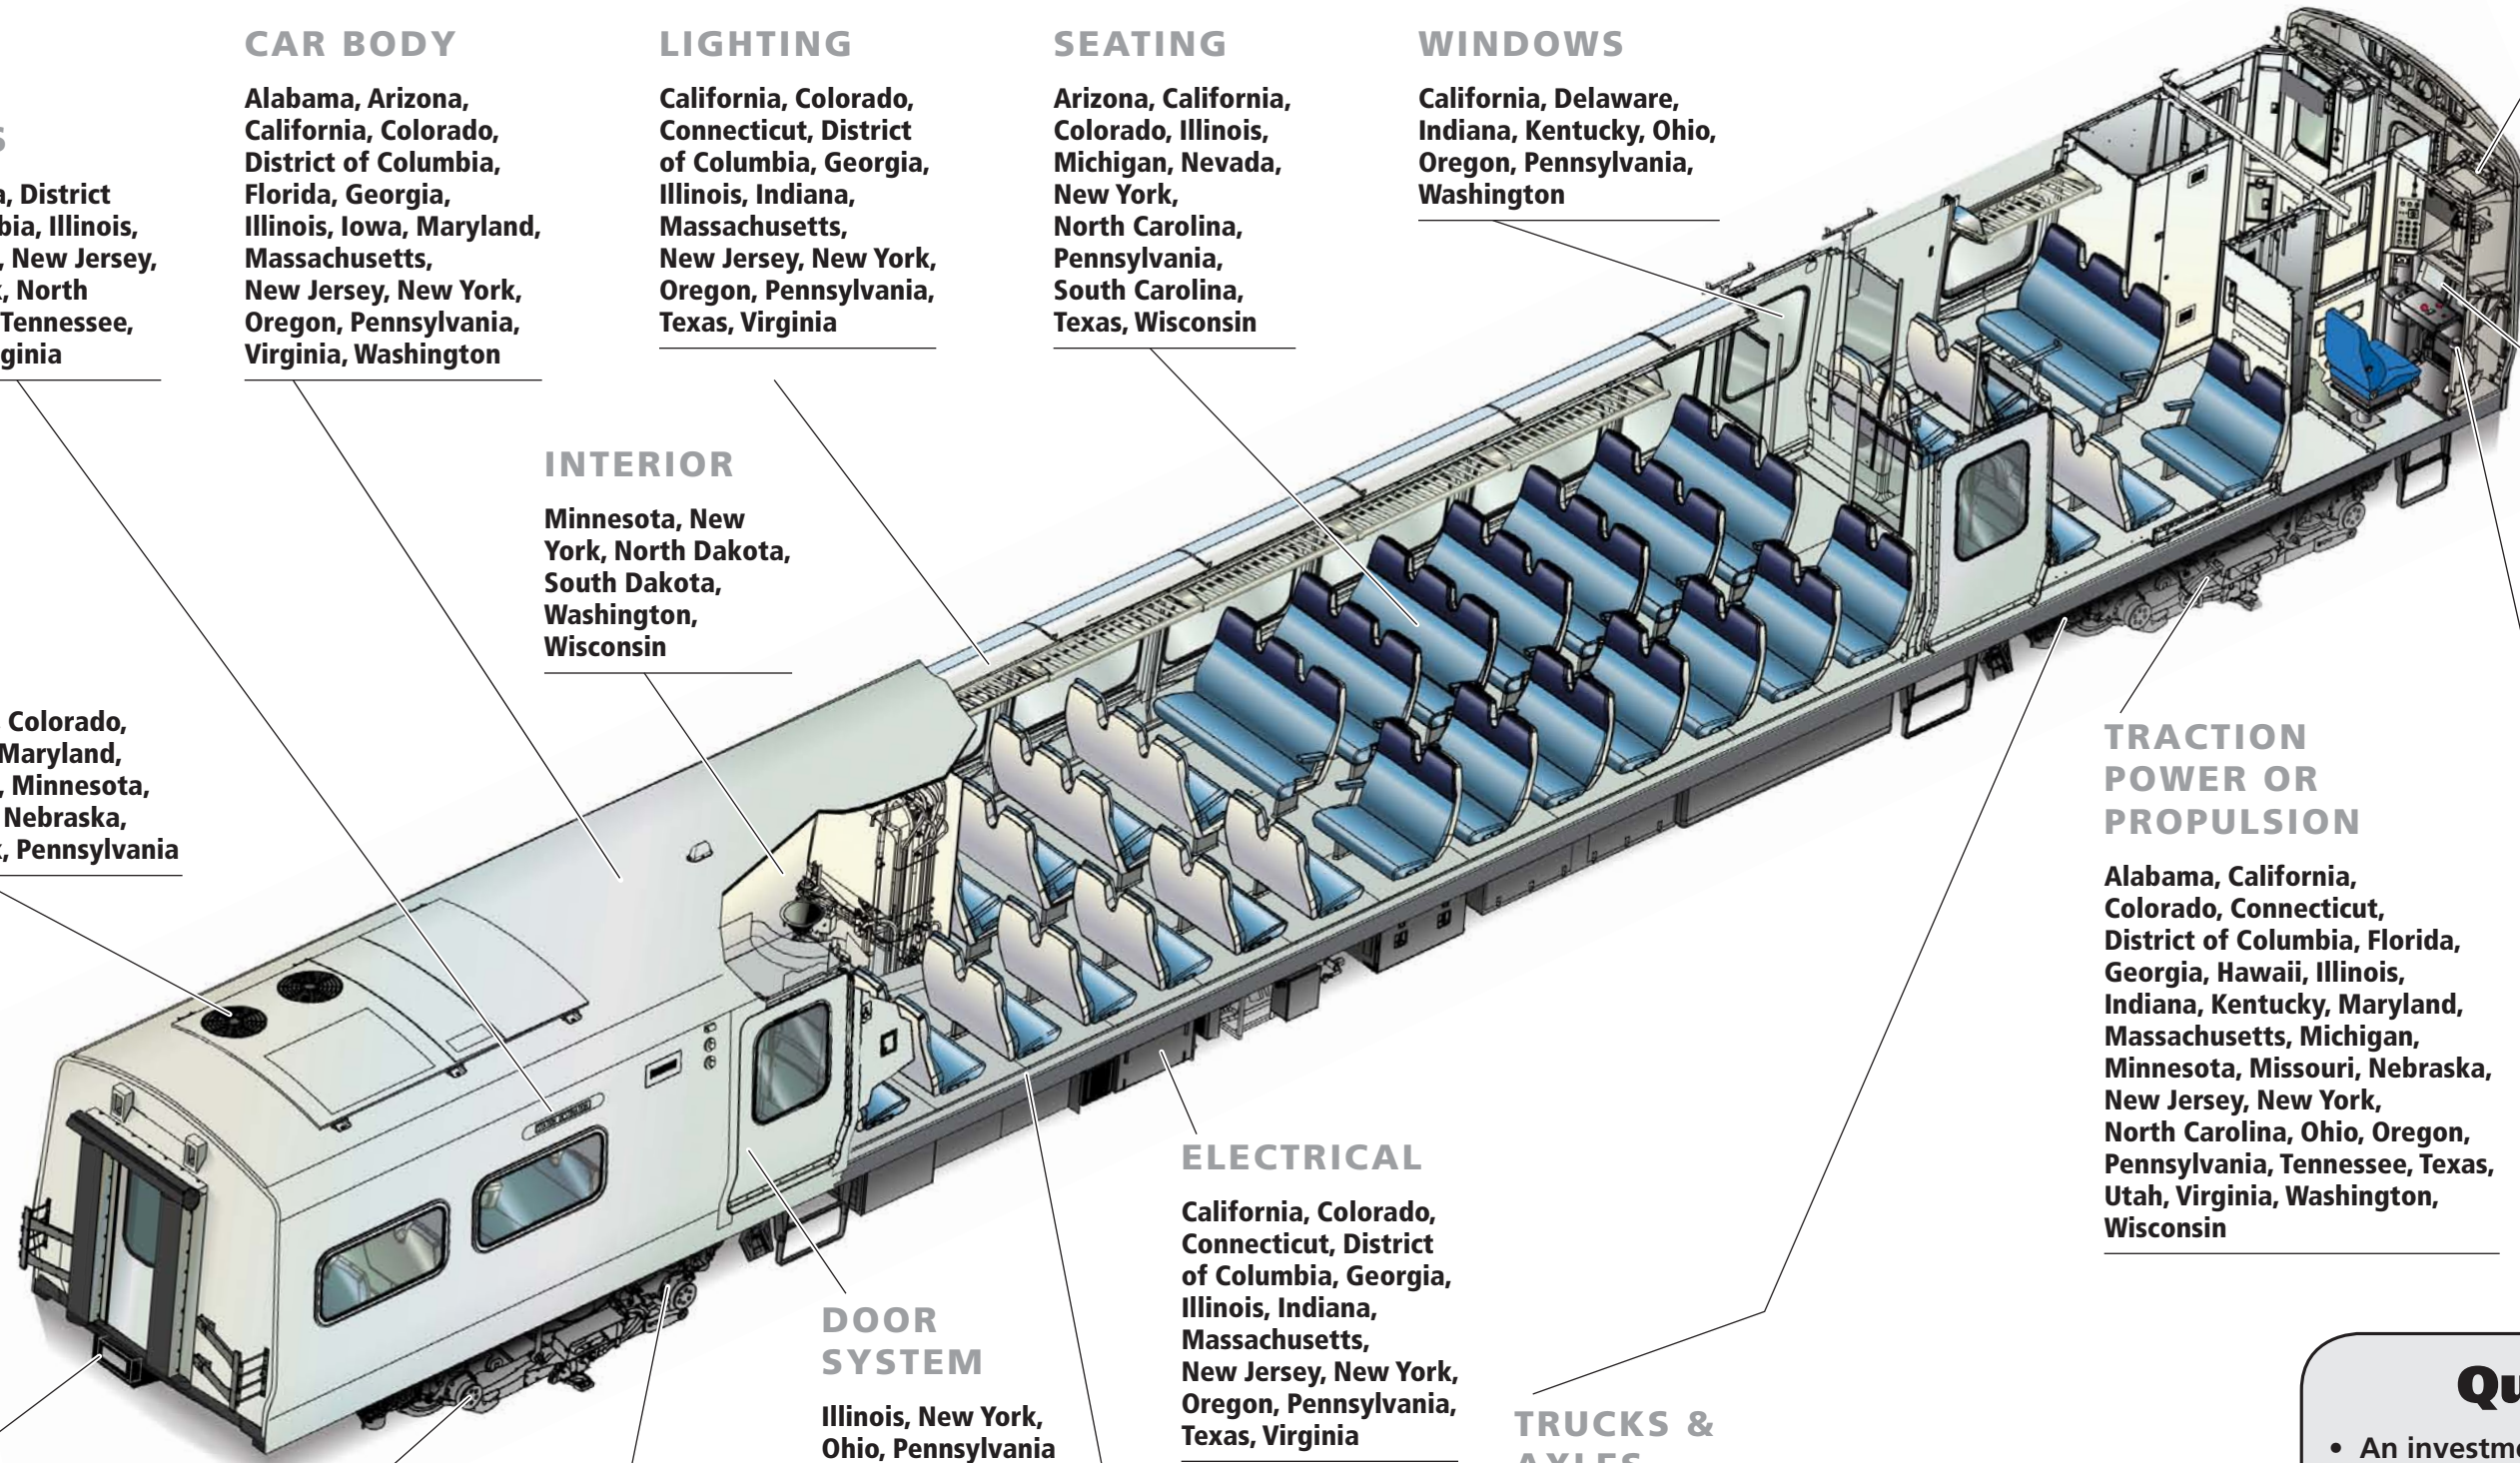 CAR BODY
Alabama, Arizona,
California, Colorado,
District of Columbia,
Florida, Georgia,
Illinois, Iowa, Maryland,
Massachusetts,
New Jersey, New York,
Oregon, Pennsylvania,
Virginia, Washington
LIGHTING
California, Colorado,
Connecticut, District
of Columbia, Georgia,
Illinois, Indiana,
Massachusetts,
New Jersey, New York,
Oregon, Pennsylvania,
Texas, Virginia
SEATING
Arizona, California,
Colorado, Illinois,
Michigan, Nevada,
New York,
North Carolina,
Pennsylvania,
South Carolina,
Texas, Wisconsin
WINDOWS
California, Delaware,
Indiana, Kentucky, Ohio,
Oregon, Pennsylvania,
Washington
S
a, District
bia, Illinois,
, New Jersey,
k, North
Tennessee,
ginia
INTERIOR
Minnesota, New
York, North Dakota,
South Dakota,
Washington,
Wisconsin
, Colorado,
Maryland,
, Minnesota,
Nebraska,
k, Pennsylvania
TRACTION
POWER OR
PROPULSION
Alabama, California,
Colorado, Connecticut,
District of Columbia, Florida,
Georgia, Hawaii, Illinois,
Indiana, Kentucky, Maryland,
Massachusetts, Michigan,
Minnesota, Missouri, Nebraska,
New Jersey, New York,
North Carolina, Ohio, Oregon,
Pennsylvania, Tennessee, Texas,
Utah, Virginia, Washington,
Wisconsin
ELECTRICAL
California, Colorado,
Connecticut, District
of Columbia, Georgia,
Illinois, Indiana,
Massachusetts,
New Jersey, New York,
Oregon, Pennsylvania,
Texas, Virginia
DOOR
SYSTEM
Illinois, New York,
Ohio, Pennsylvania
TRUCKS &
AXLES
Qu
• An investme